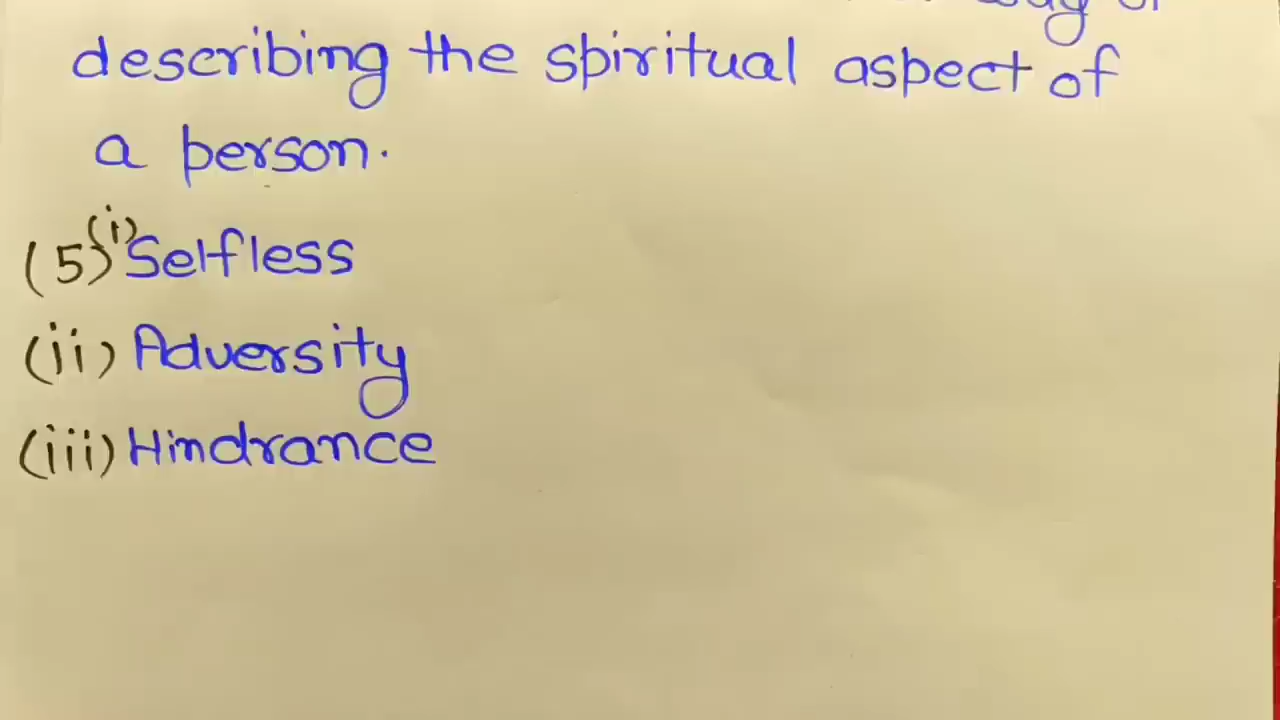 describing the spiritual aspect of
a person.
(5) (i) Selfless
(ii) Adversity
(iii) Hindrance